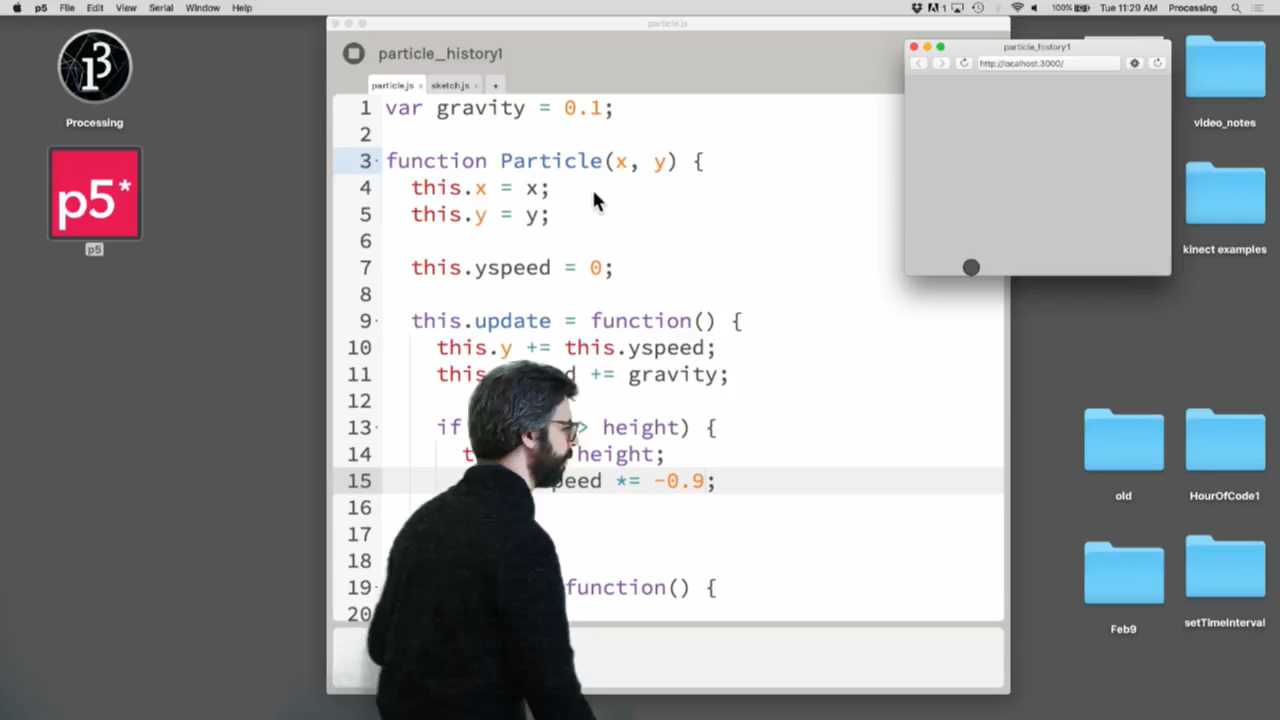 p5 File Edit View Serial Window Help
1 100% Tue 11:29 AM Processing
particle.js
particle_history1
particle.js × sketch.js × +
1 var gravity = 0.1;
2
3 function Particle(x, y) {
4 this.x = x;
5 this.y = y;
6
7 this.yspeed = 0;
8
9 this.update = function() {
10 this.y += this.yspeed;
11 this += gravity;
12
13 if > height) {
14 height;
15 speed *= -0.9;
16
17
18
19 function() {
20
particle_history1
http://localhost:3000/
Processing
p5*
p5
video_notes
kinect examples
old
HourOfCode1
Feb9
setTimeInterval